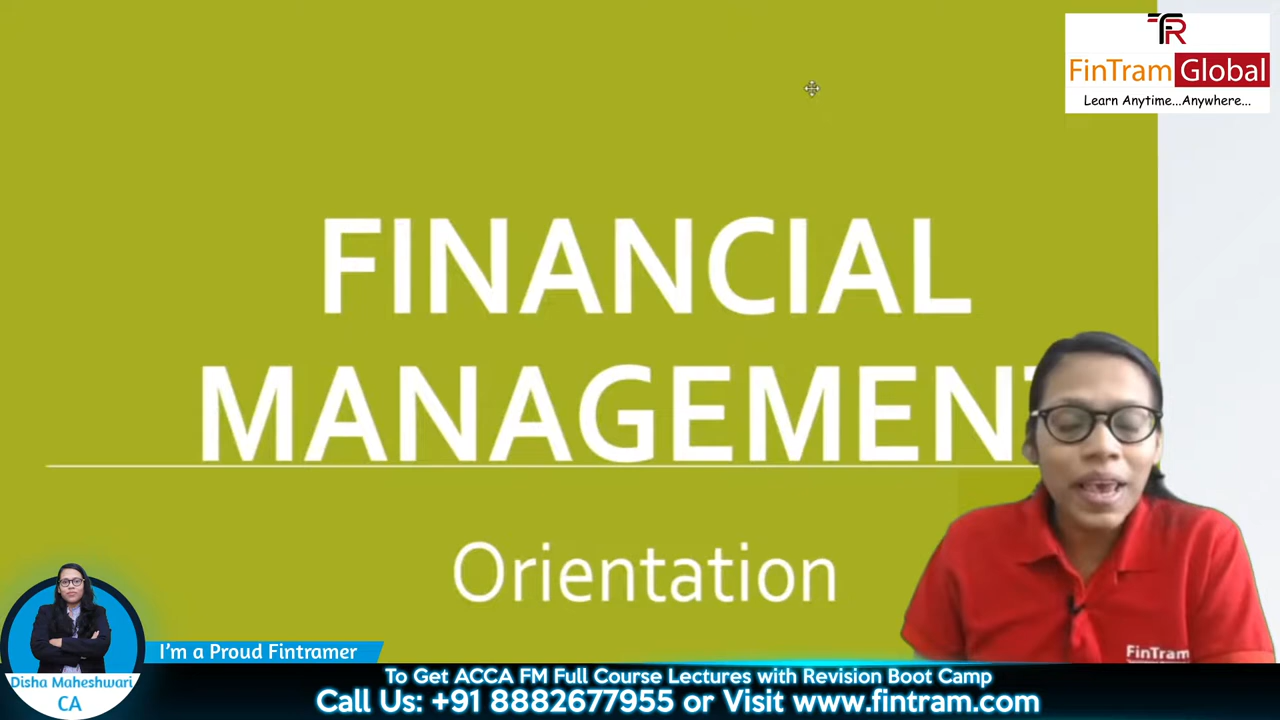 FR
FinTram Global
Learn Anytime...Anywhere...
FINANCIAL
MANAGEMENT
Orientation
FinTram
I'm a Proud Fintramer
Disha Maheshwari
CA
To Get ACCA FM Full Course Lectures with Revision Boot Camp
Call Us: +91 8882677955 or Visit www.fintram.com